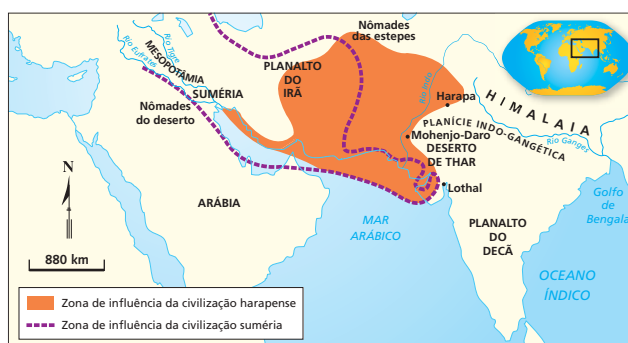 Nômades
das estepes
Rio Tigre
Rio Eufrates
MESOPOTÂMIA
PLANALTO
DO
IRÃ
SUMÉRIA
Nômades
do deserto
Rio Indo
Harapa
HIMALAIA
PLANÍCIE INDO-GANGÉTICA
Rio Ganges
Mohenjo-Daro
DESERTO
DE THAR
N
Lothal
ARÁBIA
Golfo
de
Bengala
MAR
ARÁBICO
PLANALTO
DO
DECÃ
880 km
OCEANO
ÍNDICO
Zona de influência da civilização harapense
Zona de influência da civilização suméria